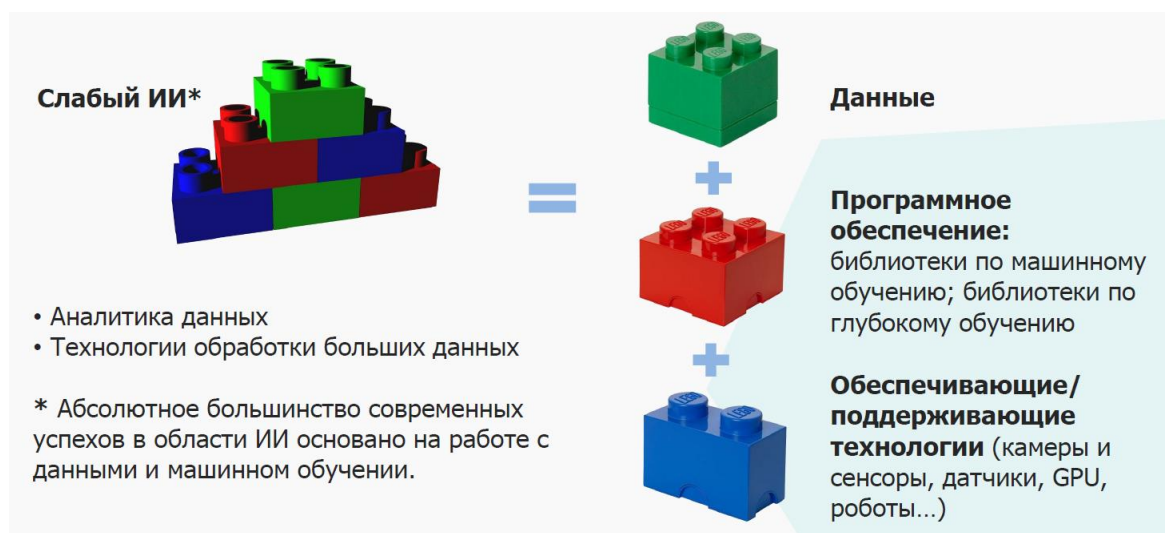 Слабый ИИ*
• Аналитика данных
• Технологии обработки больших данных
* Абсолютное большинство современных
успехов в области ИИ основано на работе с
данными и машинном обучении.
=
Данные
+
Программное
обеспечение:
библиотеки по машинному
обучению; библиотеки по
глубокому обучению
+
Обеспечивающие/
поддерживающие
технологии (камеры и
сенсоры, датчики, GPU,
роботы...)